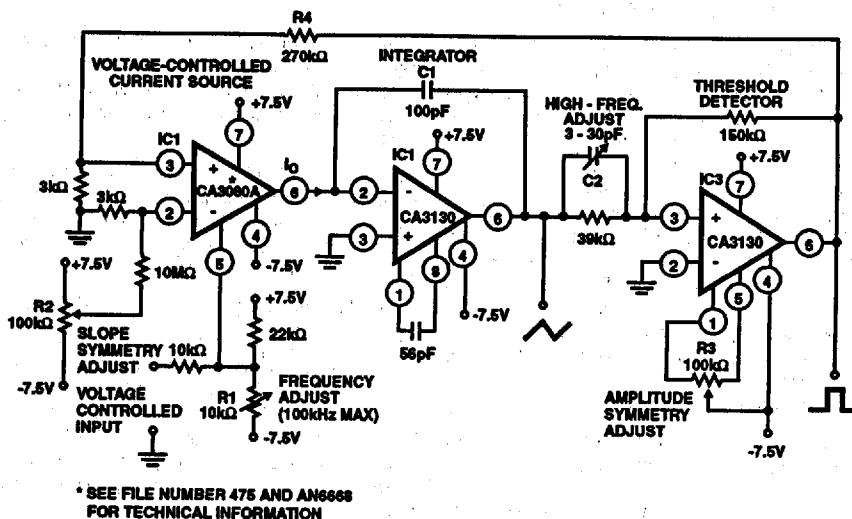 R4
270kΩ
VOLTAGE-CONTROLLED
CURRENT SOURCE
INTEGRATOR
C1
100pF
HIGH - FREQ.
ADJUST
3 - 30pF
C2
THRESHOLD
DETECTOR
150kΩ
+7.5V
7
IC1
3
+
*
CA3080A
IO
6
3kΩ
3kΩ
2
-
4
-7.5V
5
IC1
+7.5V
7
2
-
CA3130
6
3
+
4
8
1
-7.5V
56pF
39kΩ
IC3
+7.5V
7
3
+
CA3130
6
2
-
4
5
1
+7.5V
R2
100kΩ
-7.5V
10MΩ
SLOPE
SYMMETRY
ADJUST
10kΩ
+7.5V
22kΩ
VOLTAGE
CONTROLLED
INPUT
R1
10kΩ
FREQUENCY
ADJUST
(100kHz MAX)
-7.5V
R3
100kΩ
AMPLITUDE
SYMMETRY
ADJUST
-7.5V
* SEE FILE NUMBER 475 AND AN6668
FOR TECHNICAL INFORMATION